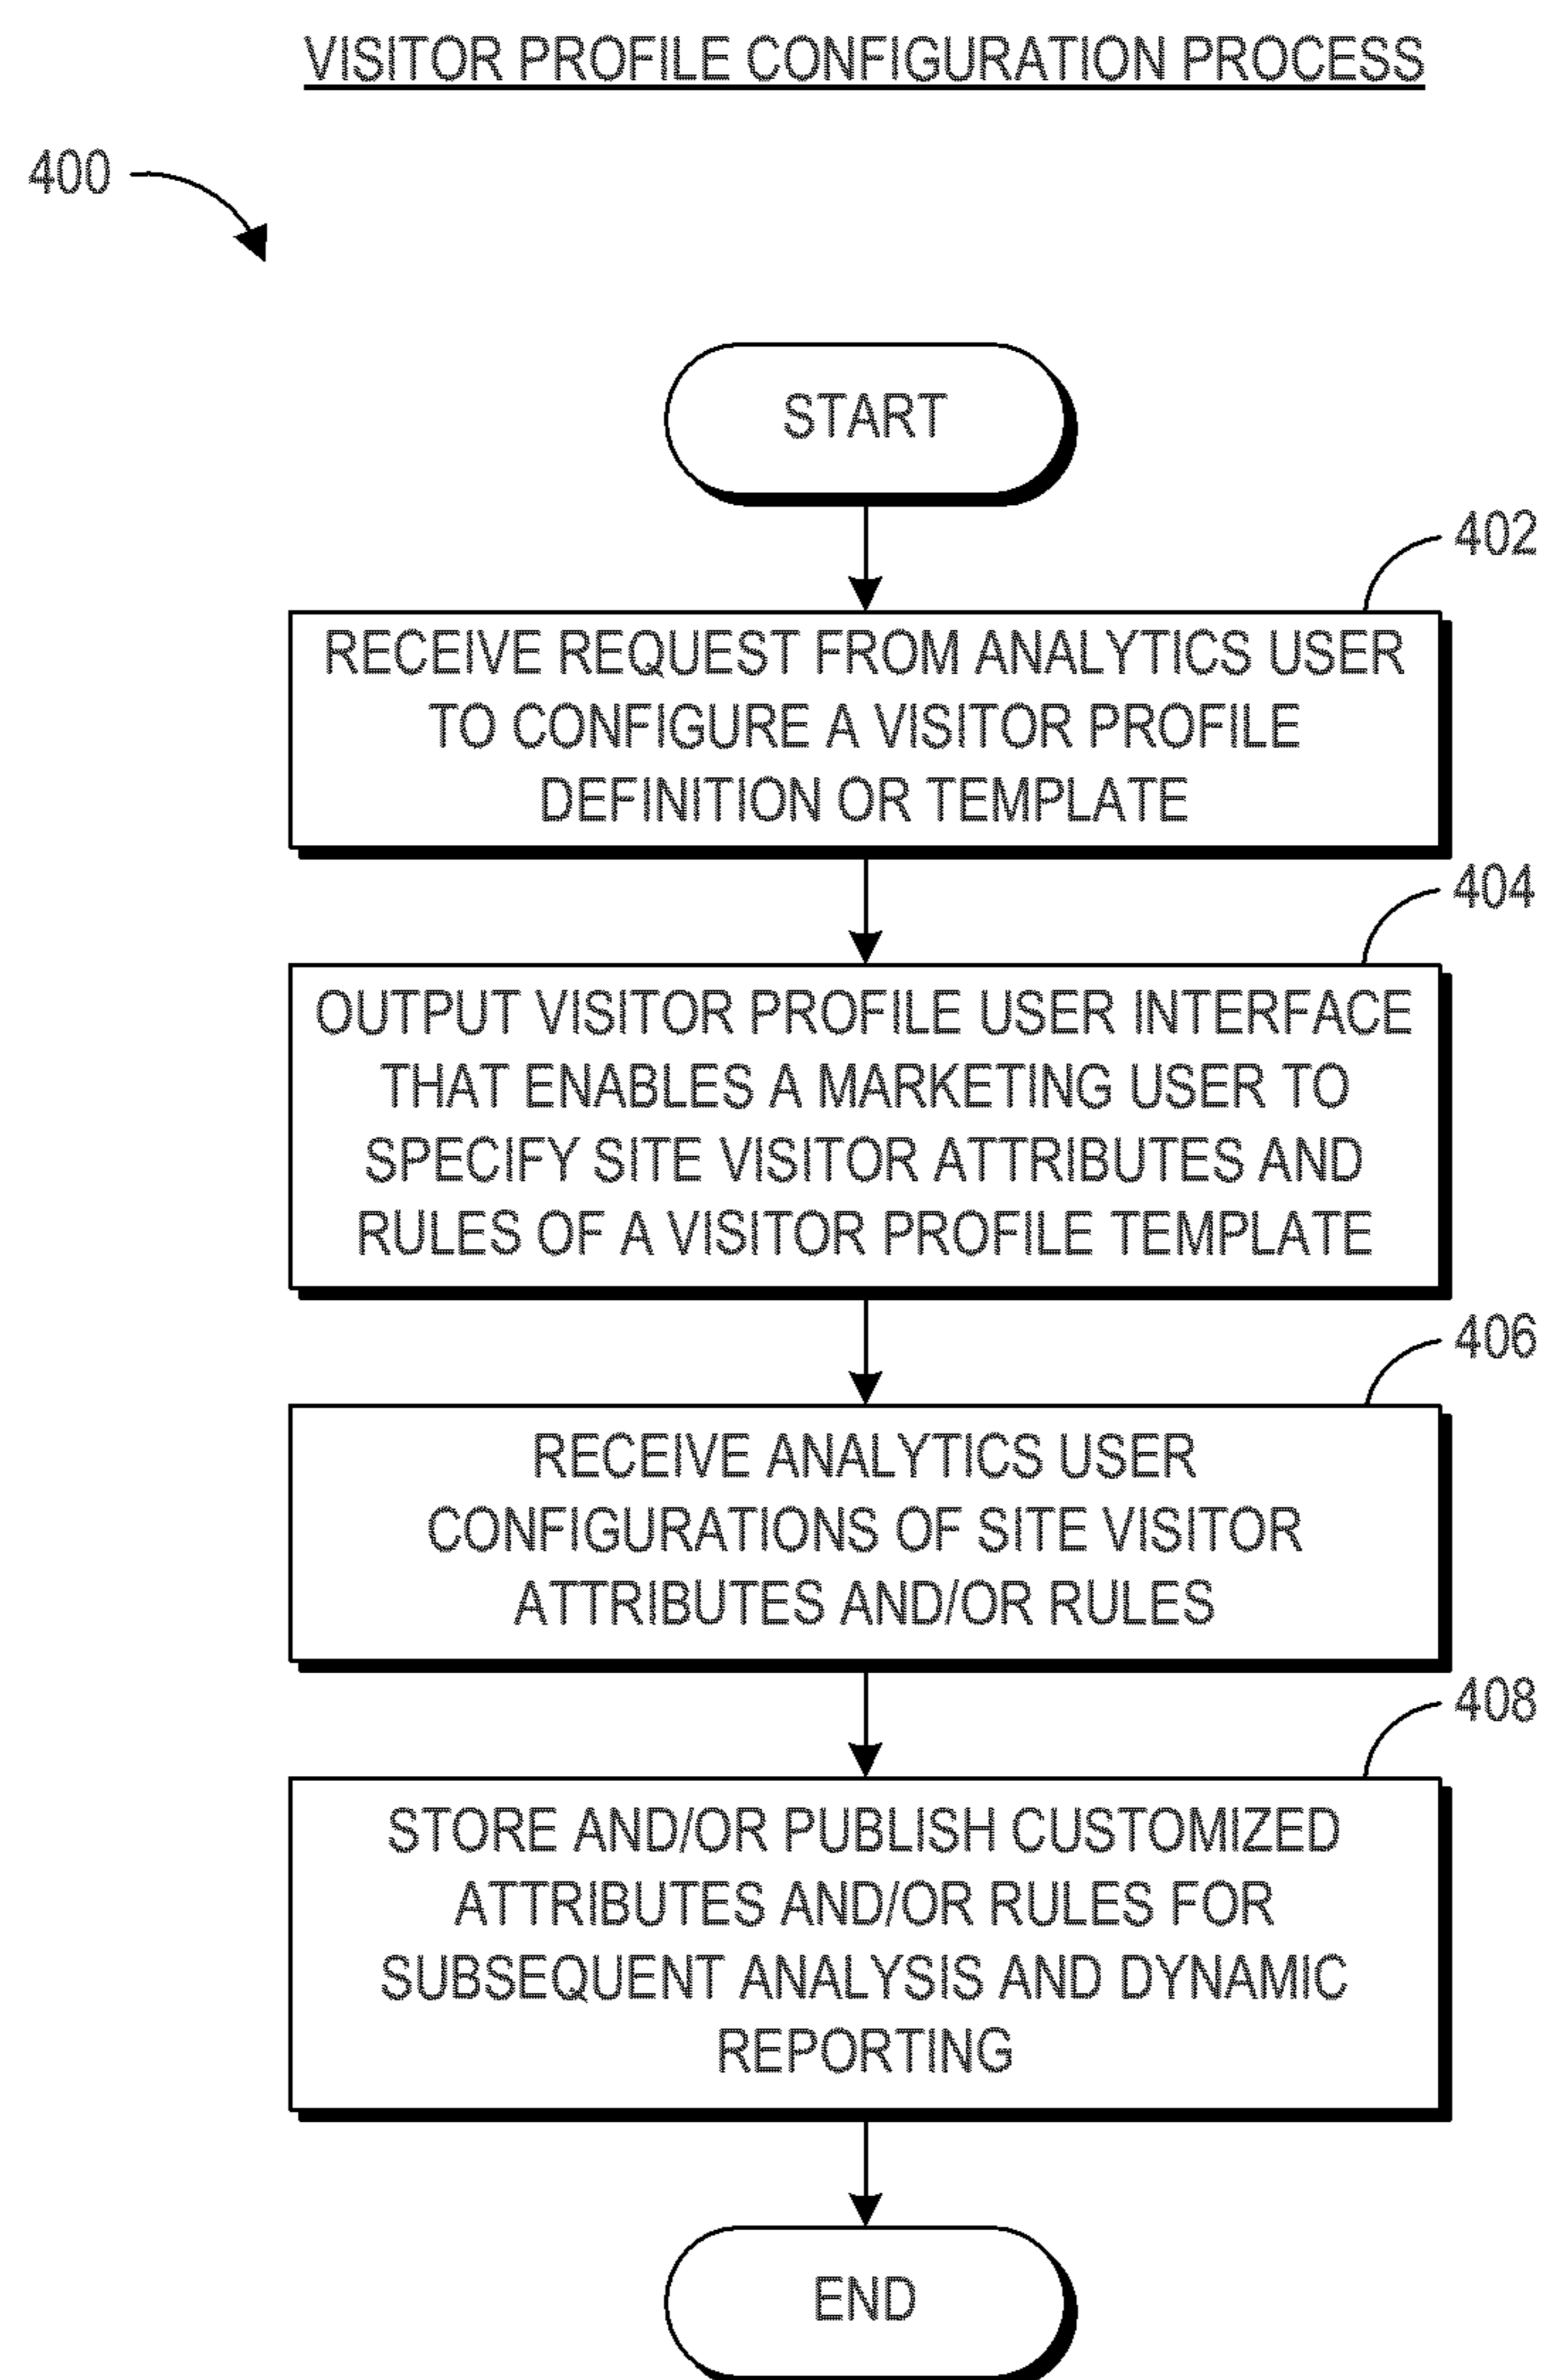 VISITOR PROFILE CONFIGURATION PROCESS
400
START
402
RECEIVE REQUEST FROM ANALYTICS USER
TO CONFIGURE A VISITOR PROFILE
DEFINITION OR TEMPLATE
404
OUTPUT VISITOR PROFILE USER INTERFACE
THAT ENABLES A MARKETING USER TO
SPECIFY SITE VISITOR ATTRIBUTES AND
RULES OF A VISITOR PROFILE TEMPLATE
406
RECEIVE ANALYTICS USER
CONFIGURATIONS OF SITE VISITOR
ATTRIBUTES AND/OR RULES
408
STORE AND/OR PUBLISH CUSTOMIZED
ATTRIBUTES AND/OR RULES FOR
SUBSEQUENT ANALYSIS AND DYNAMIC
REPORTING
END